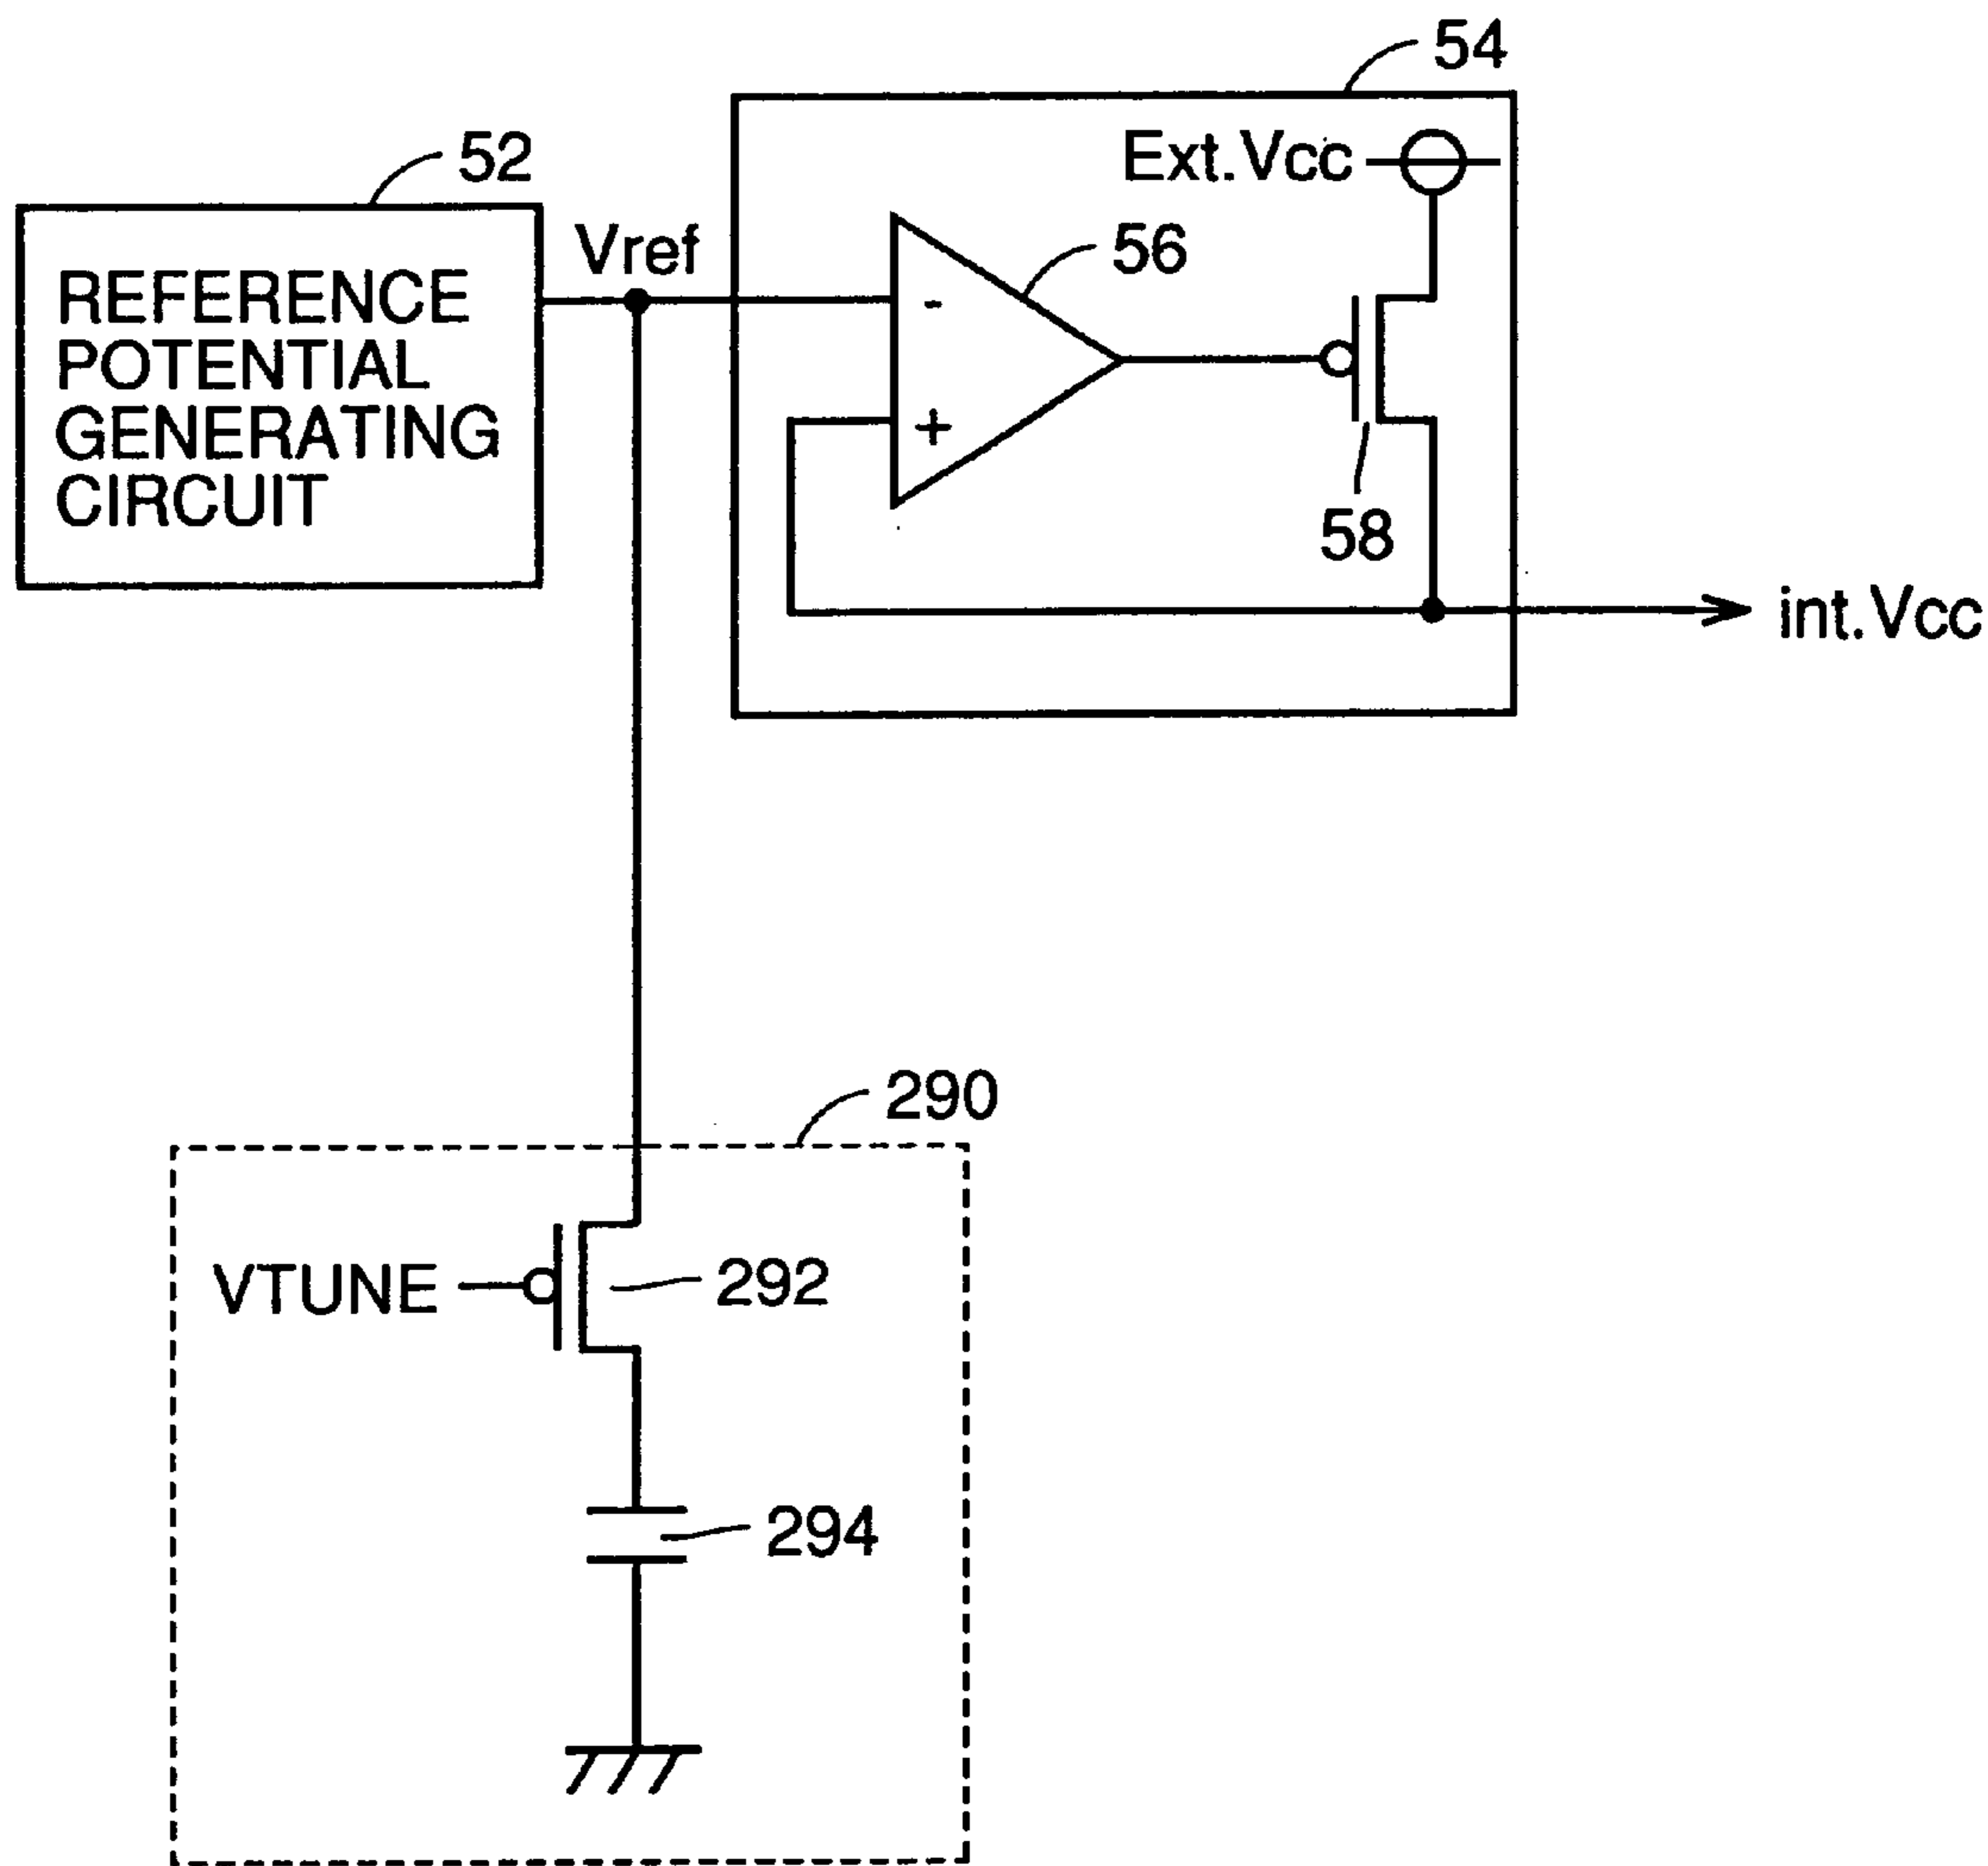 54
52
Ext.Vcc
Vref
56
REFERENCE
POTENTIAL
GENERATING
CIRCUIT
-
+
58
int.Vcc
290
VTUNE
292
294